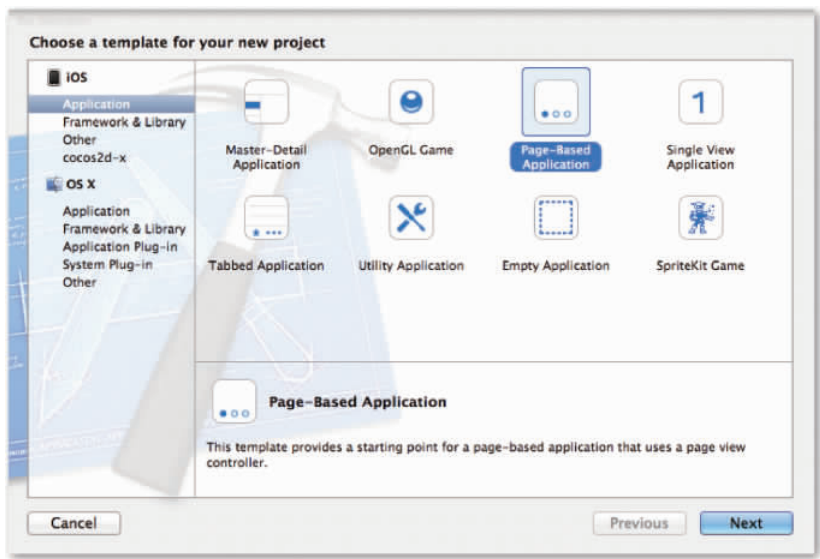 Choose a template for your new project
iOS
Application
Framework & Library
Other
cocos2d-x
OS X
Application
Framework & Library
Application Plug-in
System Plug-in
Other
Master-Detail
Application
OpenGL Game
Page-Based
Application
1
Single View
Application
Tabbed Application
Utility Application
Empty Application
SpriteKit Game
Page-Based Application
This template provides a starting point for a page-based application that uses a page view
controller.
Cancel
Previous
Next